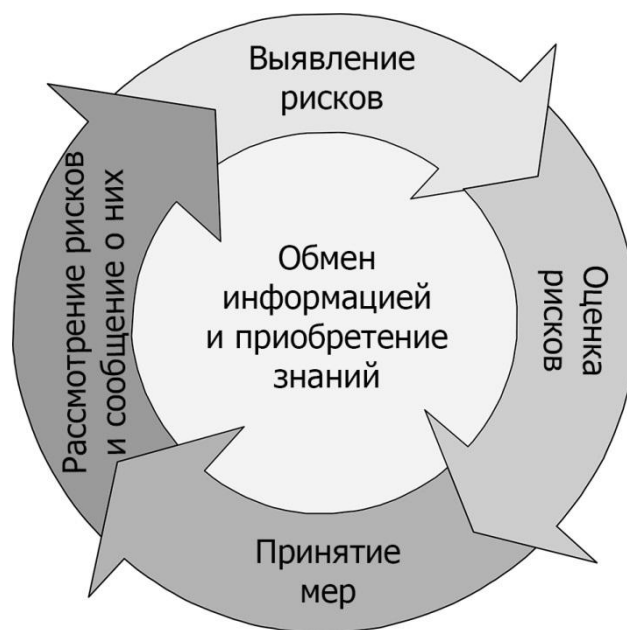 Выявление
рисков
Оценка
рисков
Принятие
мер
Рассмотрение рисков
и сообщение о них
Обмен
информацией
и приобретение
знаний